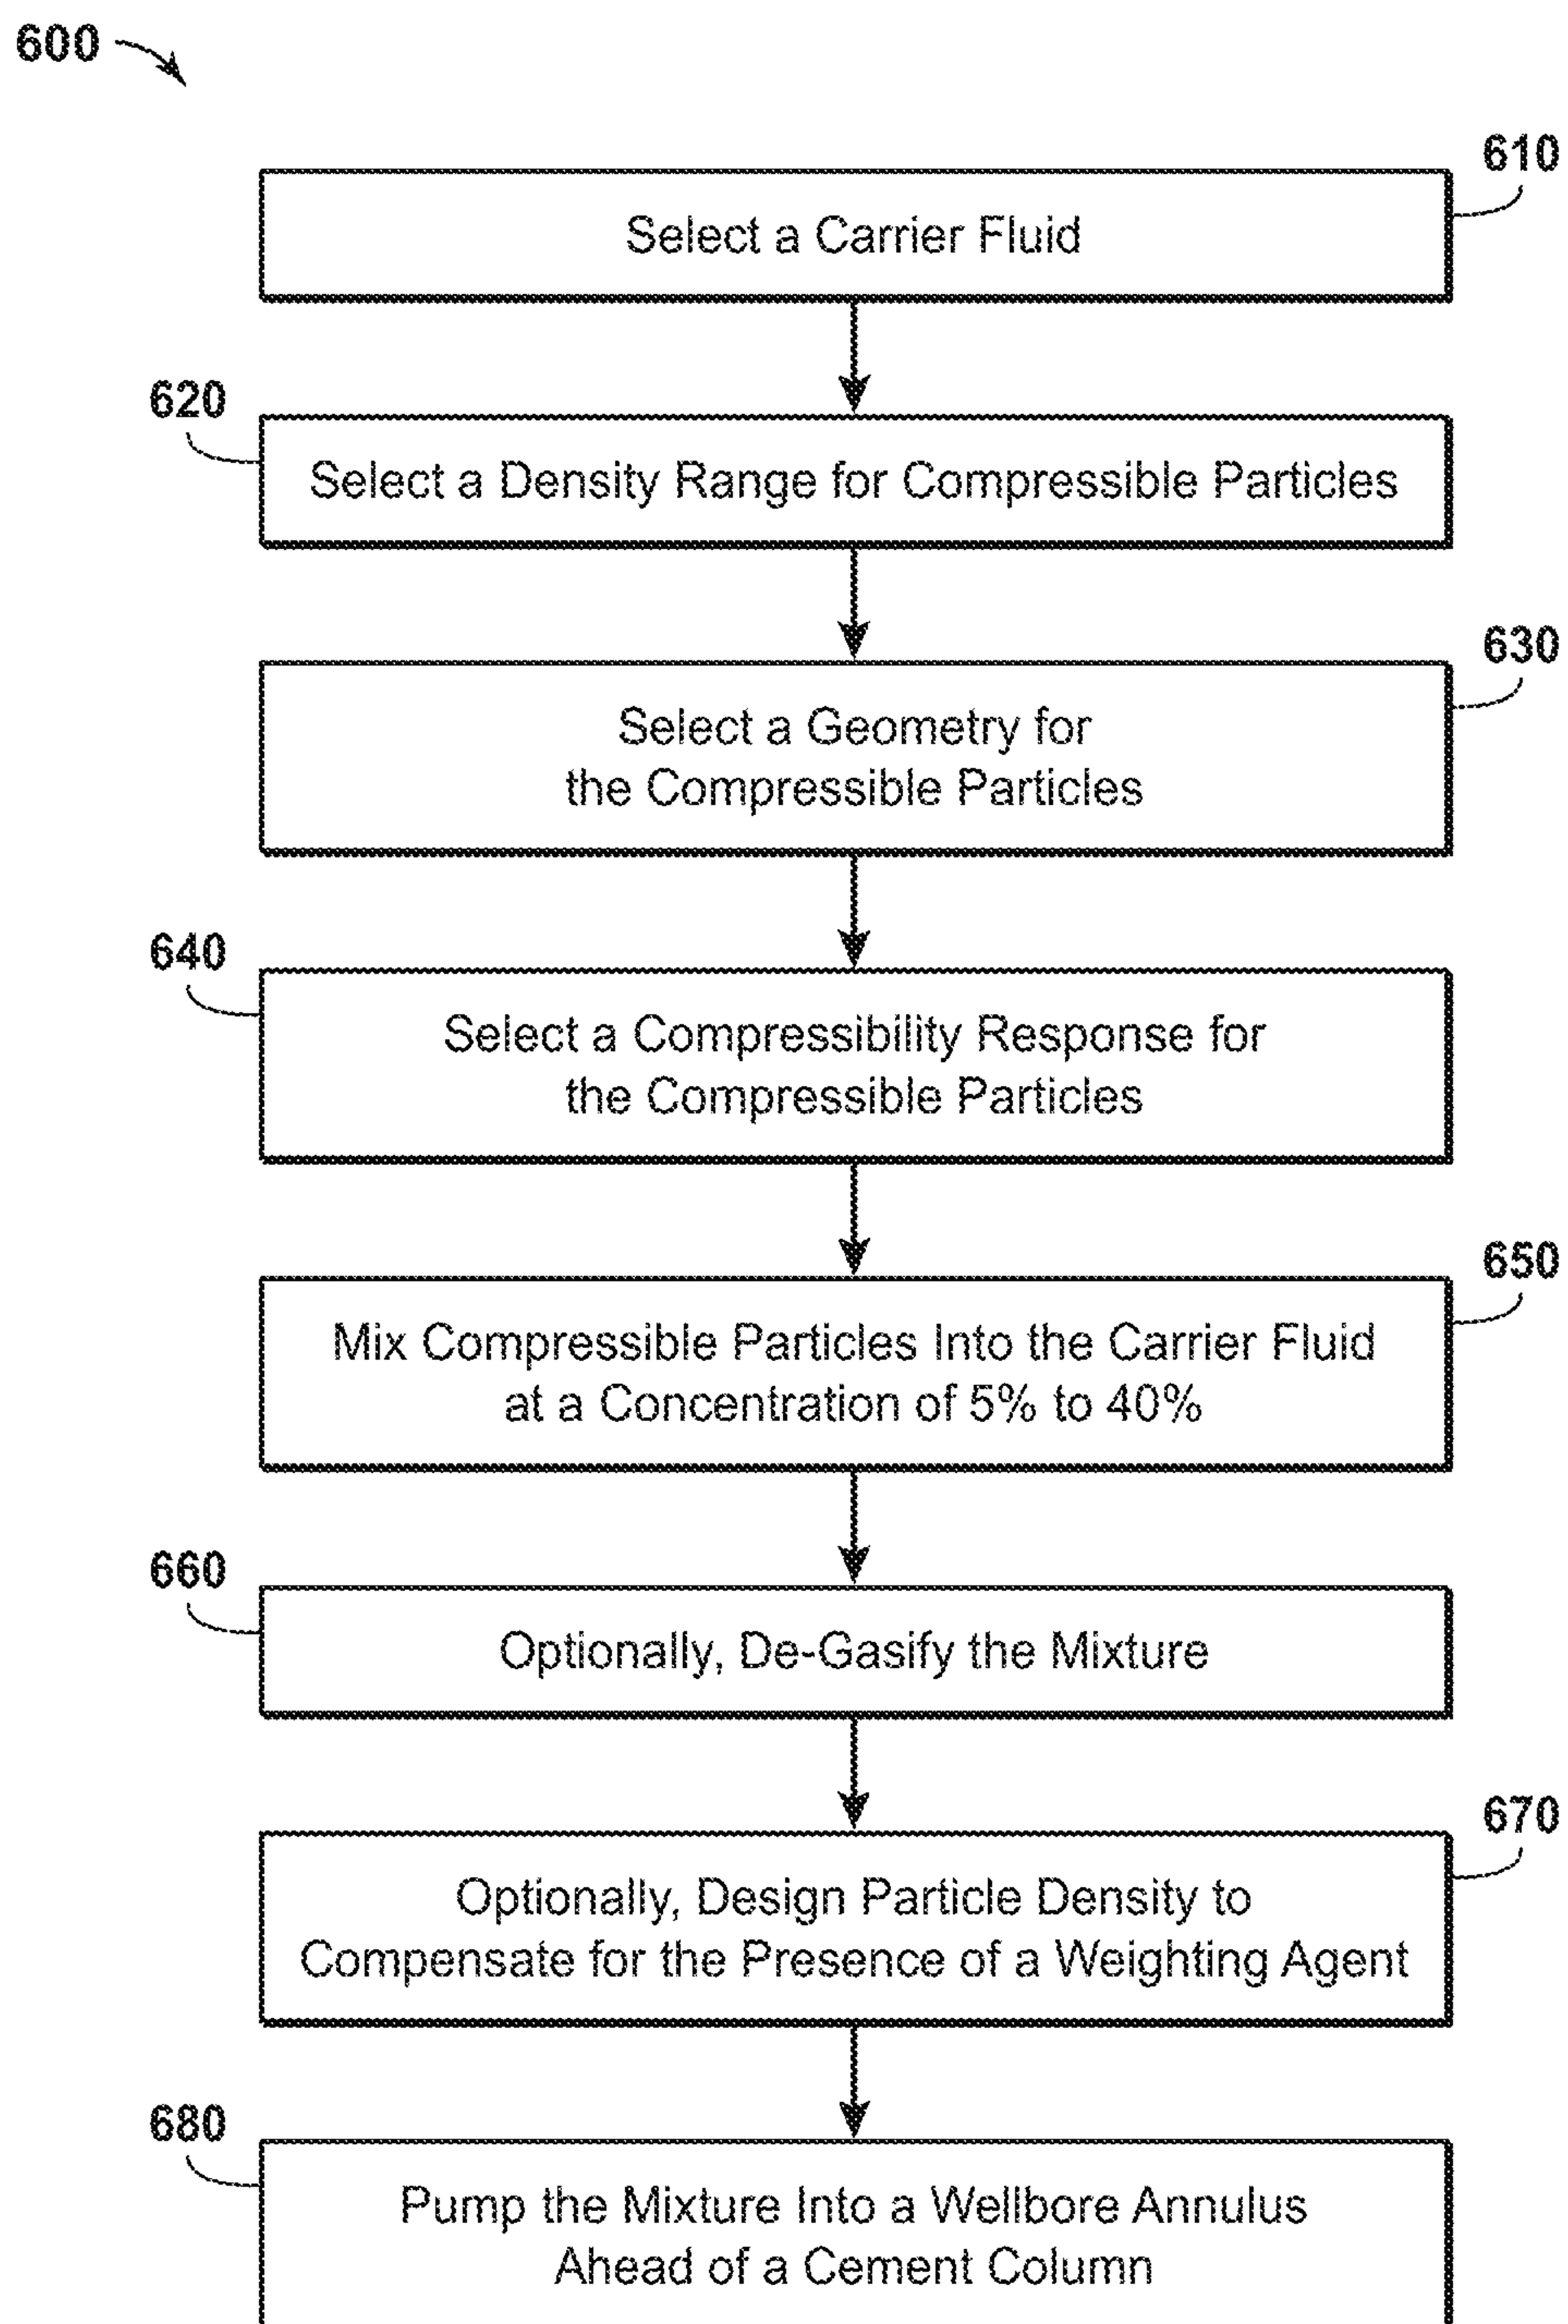 600
610
Select a Carrier Fluid
620
Select a Density Range for Compressible Particles
630
Select a Geometry for
the Compressible Particles
640
Select a Compressibility Response for
the Compressible Particles
650
Mix Compressible Particles Into the Carrier Fluid
at a Concentration of 5% to 40%
660
Optionally, De-Gasify the Mixture
670
Optionally, Design Particle Density to
Compensate for the Presence of a Weighting Agent
680
Pump the Mixture Into a Wellbore Annulus
Ahead of a Cement Column